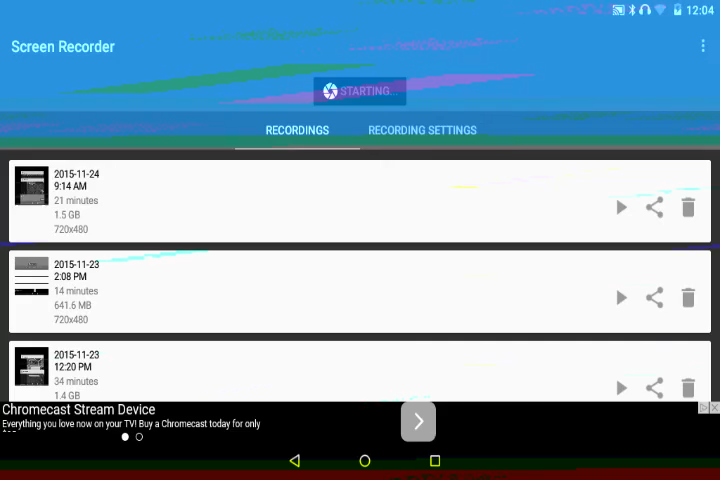 12:04
Screen Recorder
STARTING...
RECORDINGS
RECORDING SETTINGS
2015-11-24
9:14 AM
21 minutes
1.5 GB
720x480
2015-11-23
2:08 PM
14 minutes
641.6 MB
720x480
2015-11-23
12:20 PM
34 minutes
1.4 GB
Chromecast Stream Device
Everything you love now on your TV! Buy a Chromecast today for only